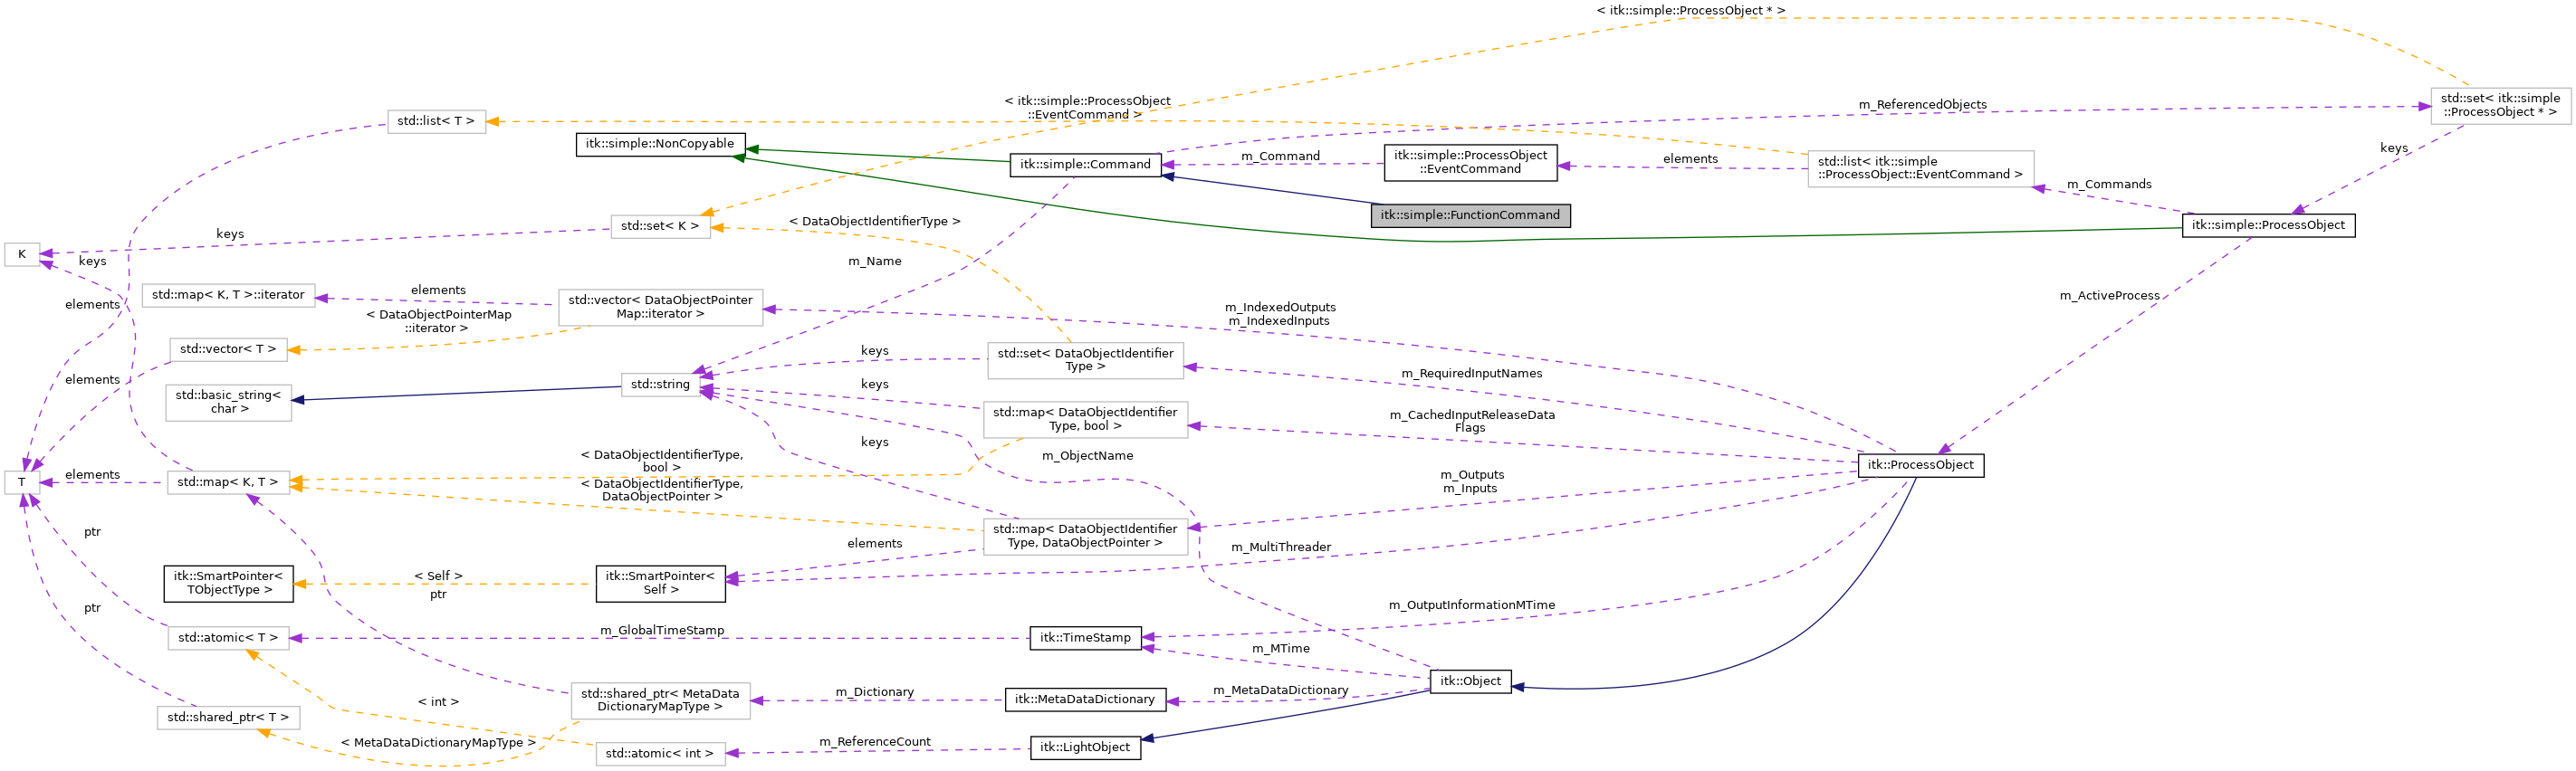 < itk::simple::ProcessObject * >
std::set< itk::simple
::ProcessObject * >
< itk::simple::ProcessObject
::EventCommand >
m_ReferencedObjects
std::list< T >
itk::simple::NonCopyable
keys
itk::simple::Command
m_Command
itk::simple::ProcessObject
::EventCommand
elements
std::list< itk::simple
::ProcessObject::EventCommand >
m_Commands
itk::simple::FunctionCommand
itk::simple::ProcessObject
std::set< K >
< DataObjectIdentifierType >
keys
K
keys
m_Name
std::map< K, T >::iterator
elements
std::vector< DataObjectPointer
Map::iterator >
m_ActiveProcess
elements
< DataObjectPointerMap
::iterator >
m_IndexedOutputs
m_IndexedInputs
std::vector< T >
keys
std::set< DataObjectIdentifier
Type >
m_RequiredInputNames
elements
std::basic_string<
char >
std::string
keys
std::map< DataObjectIdentifier
Type, bool >
m_CachedInputReleaseData
Flags
keys
m_ObjectName
< DataObjectIdentifierType,
bool >
itk::ProcessObject
T
elements
std::map< K, T >
< DataObjectIdentifierType,
DataObjectPointer >
m_Outputs
m_Inputs
ptr
std::map< DataObjectIdentifier
Type, DataObjectPointer >
elements
m_MultiThreader
itk::SmartPointer<
TObjectType >
< Self >
itk::SmartPointer<
Self >
ptr
ptr
m_OutputInformationMTime
std::atomic< T >
m_GlobalTimeStamp
itk::TimeStamp
m_MTime
itk::Object
std::shared_ptr< MetaData
DictionaryMapType >
m_Dictionary
itk::MetaDataDictionary
m_MetaDataDictionary
< int >
std::shared_ptr< T >
< MetaDataDictionaryMapType >
std::atomic< int >
m_ReferenceCount
itk::LightObject